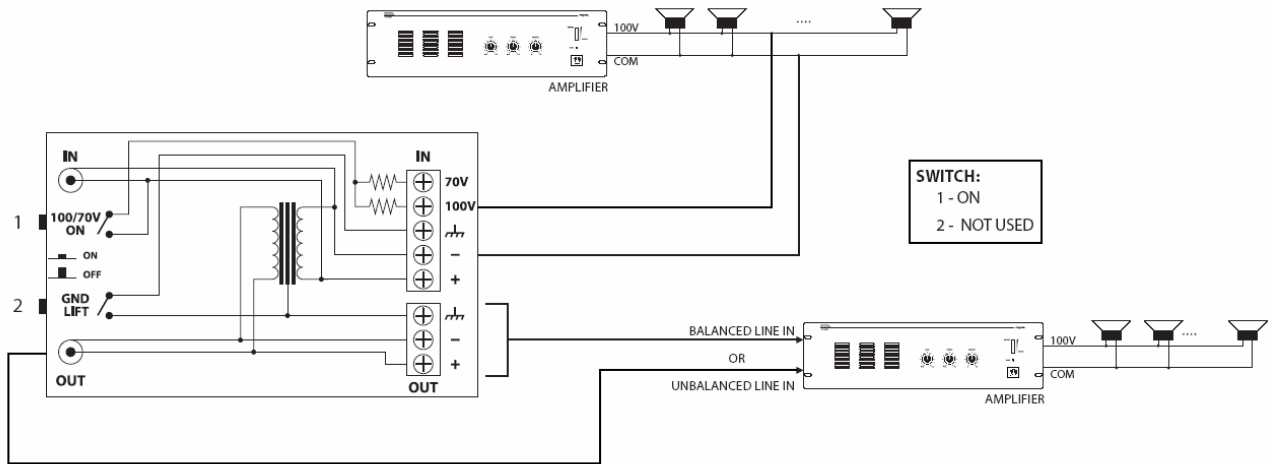 100V
COM
AMPLIFIER
IN
IN
70V
100V
1
100/70V
ON
−
ON
OFF
+
2
GND
LIFT
−
+
OUT
OUT
SWITCH:
1 - ON
2 - NOT USED
BALANCED LINE IN
OR
UNBALANCED LINE IN
100V
COM
AMPLIFIER